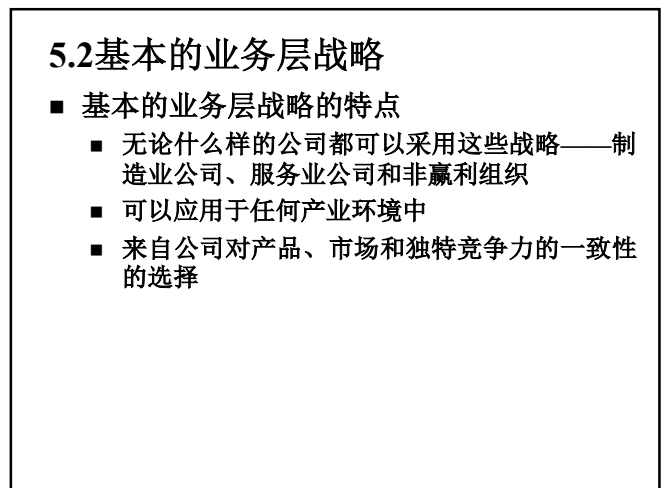 5.2基本的业务层战略
■ 基本的业务层战略的特点
■ 无论什么样的公司都可以采用这些战略——制
造业公司、服务业公司和非赢利组织
■ 可以应用于任何产业环境中
■ 来自公司对产品、市场和独特竞争力的一致性
的选择